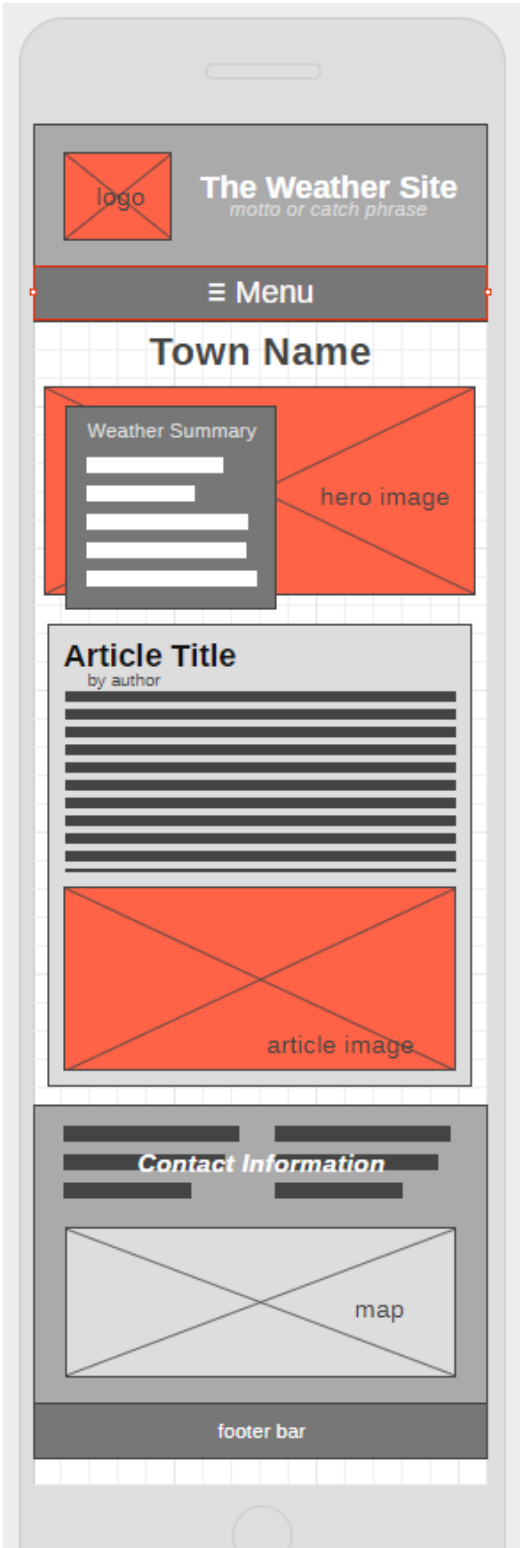 logo
The Weather Site
motto or catch phrase
☰ Menu
Town Name
Weather Summary
hero image
Article Title
by author
article image
Contact Information
map
footer bar